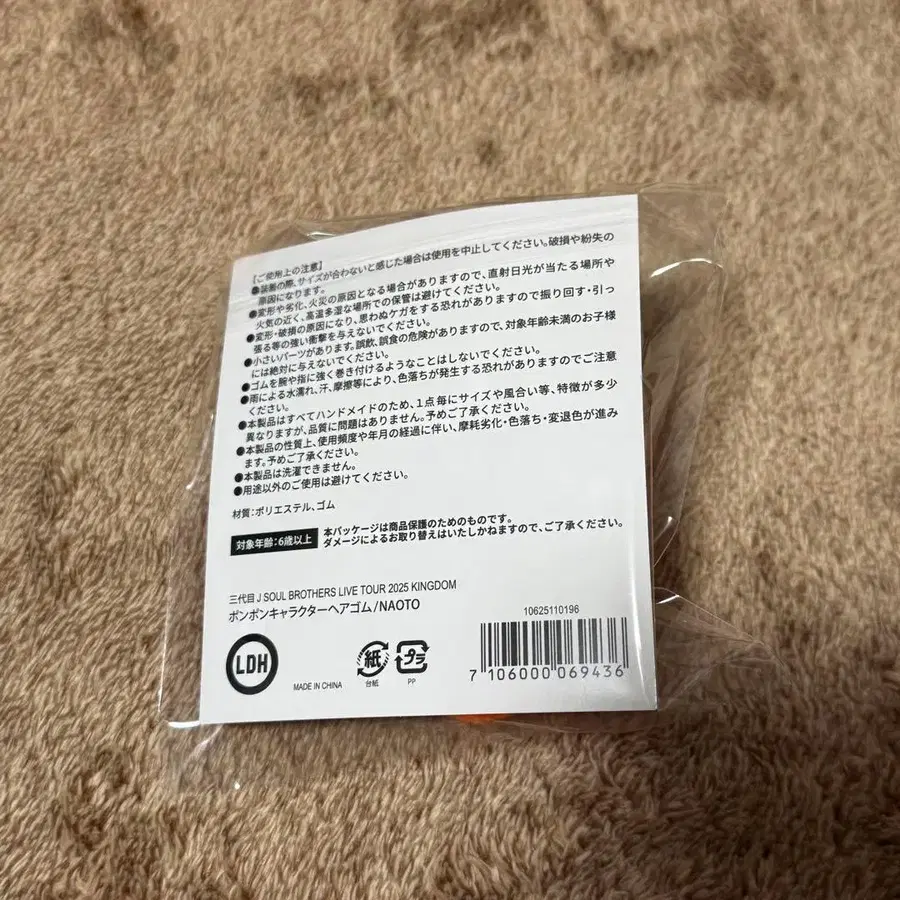 【ご使用上の注意】
●装着の際、サイズが合わないと感じた場合は使用を中止してください。破損や紛失の
原因になります。
●変形や劣化、火災の原因となる場合がありますので、直射日光が当たる場所や
火気の近く、高温多湿な場所での保管は避けてください。
●変形・破損の原因になり、思わぬケガをする恐れがありますので振り回す・引っ
張る等の強い衝撃を与えないでください。
●小さいパーツがあります。誤飲、誤食の危険がありますので、対象年齢未満のお子様
には絶対に与えないでください。
●ゴムを腕や指に強く巻き付けるようなことはしないでください。
●雨による水濡れ、汗、摩擦等により、色落ちが発生する恐れがありますのでご注意
ください。
●本製品はすべてハンドメイドのため、1点毎にサイズや風合い等、特徴が多少
異なりますが、品質に問題はありません。予めご了承ください。
●本製品の性質上、使用頻度や年月の経過に伴い、摩耗劣化・色落ち・変退色が進み
ます。予めご了承ください。
●本製品は洗濯できません。
●用途以外のご使用は避けてください。
材質:ポリエステル、ゴム
対象年齢:6歳以上
本パッケージは商品保護のためのものです。
ダメージによるお取り替えはいたしかねますので、ご了承ください。
三代目 J SOUL BROTHERS LIVE TOUR 2025 KINGDOM
ポンポンキャラクターヘアゴム/NAOTO
10625110196
LDH
MADE IN CHINA
紙
台紙
プラ
PP
7 106000 069436